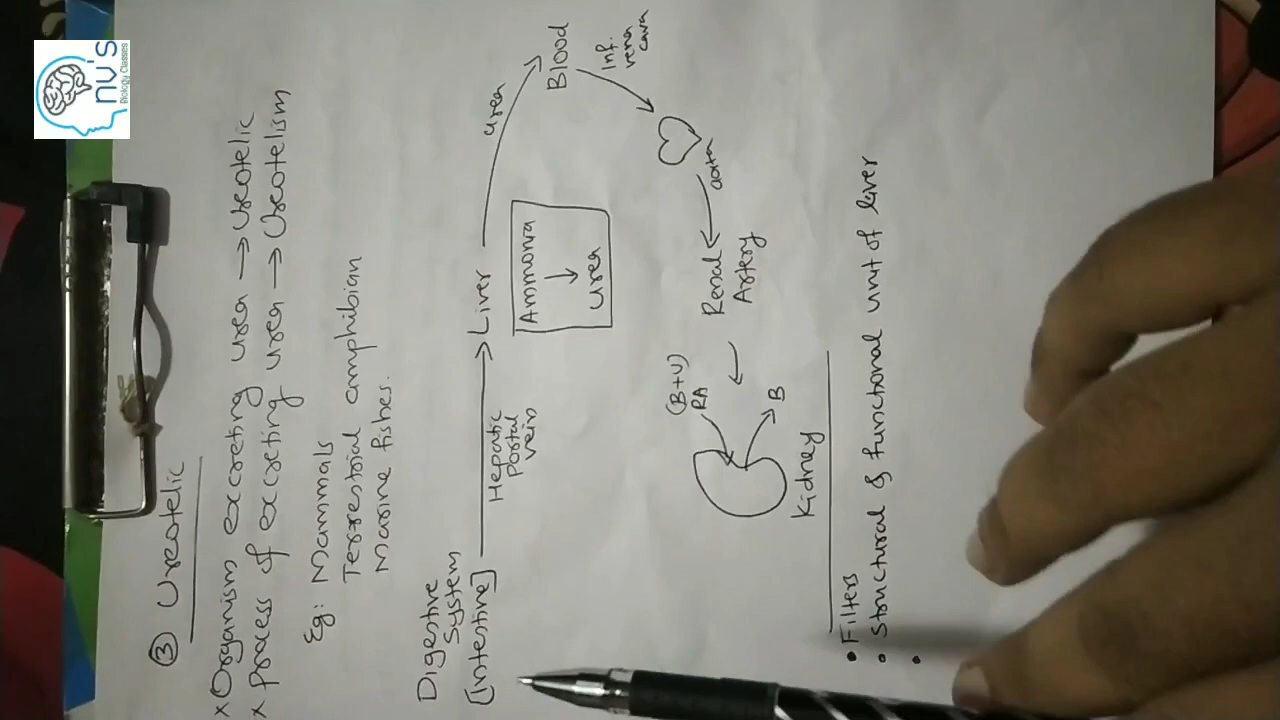 nv's
Biology Classes
③ Ureotelic
x Organism excreting urea → Ureotelic
x process of excreting urea → Ureotelism
Eg: Mammals
Terrestrial amphibian
Marine fishes.
Digestive
System
[Intestine]
Hepatic
portal
vein
Liver
Ammonia
↓
urea
urea
Blood
Inf.
vena
cava
aorta
Renal
Artery
(B+U)
RA
B
Kidney
• Filters
• Structural & functional unit of liver
•